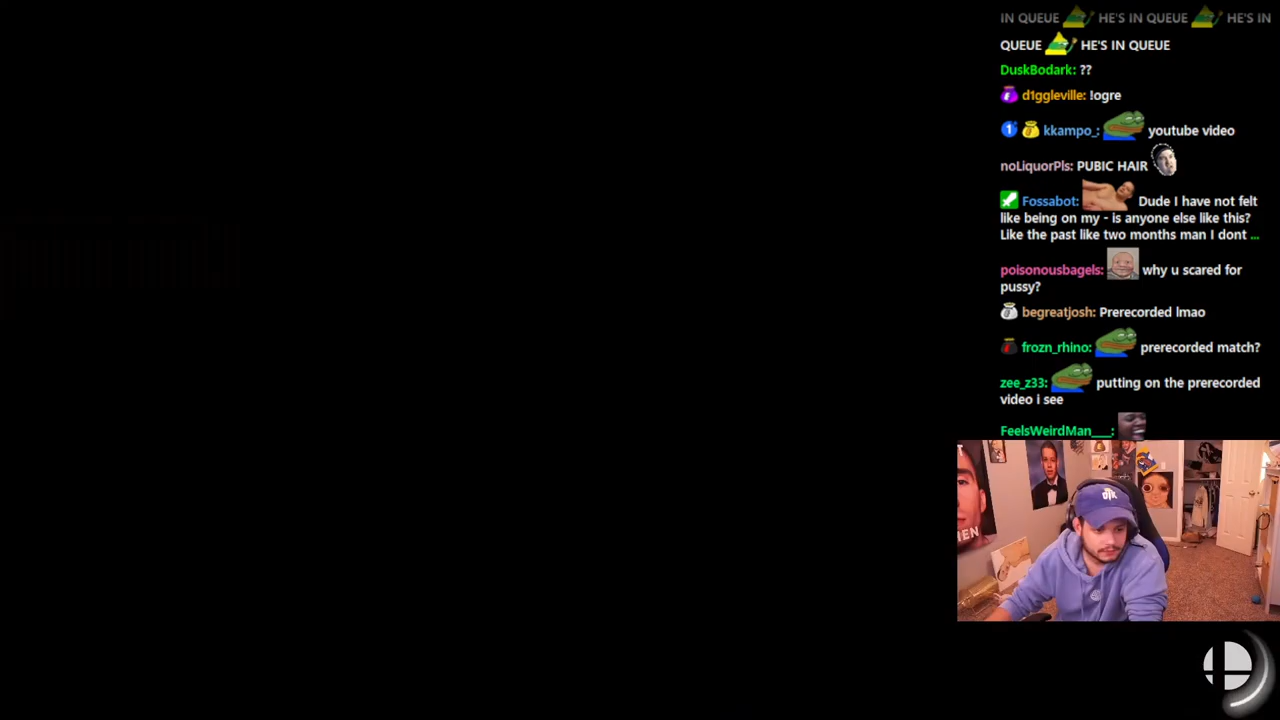 IN QUEUE HE'S IN QUEUE HE'S IN
QUEUE HE'S IN QUEUE
DuskBodark: ??
d1ggleville: !ogre
1 kkampo_: youtube video
noLiquorPls: PUBIC HAIR
Fossabot: Dude I have not felt
like being on my - is anyone else like this?
Like the past like two months man I dont ...
poisonousbagels: why u scared for
pussy?
begreatjosh: Prerecorded lmao
frozn_rhino: prerecorded match?
zee_z33: putting on the prerecorded
video i see
FeelsWeirdMan___: